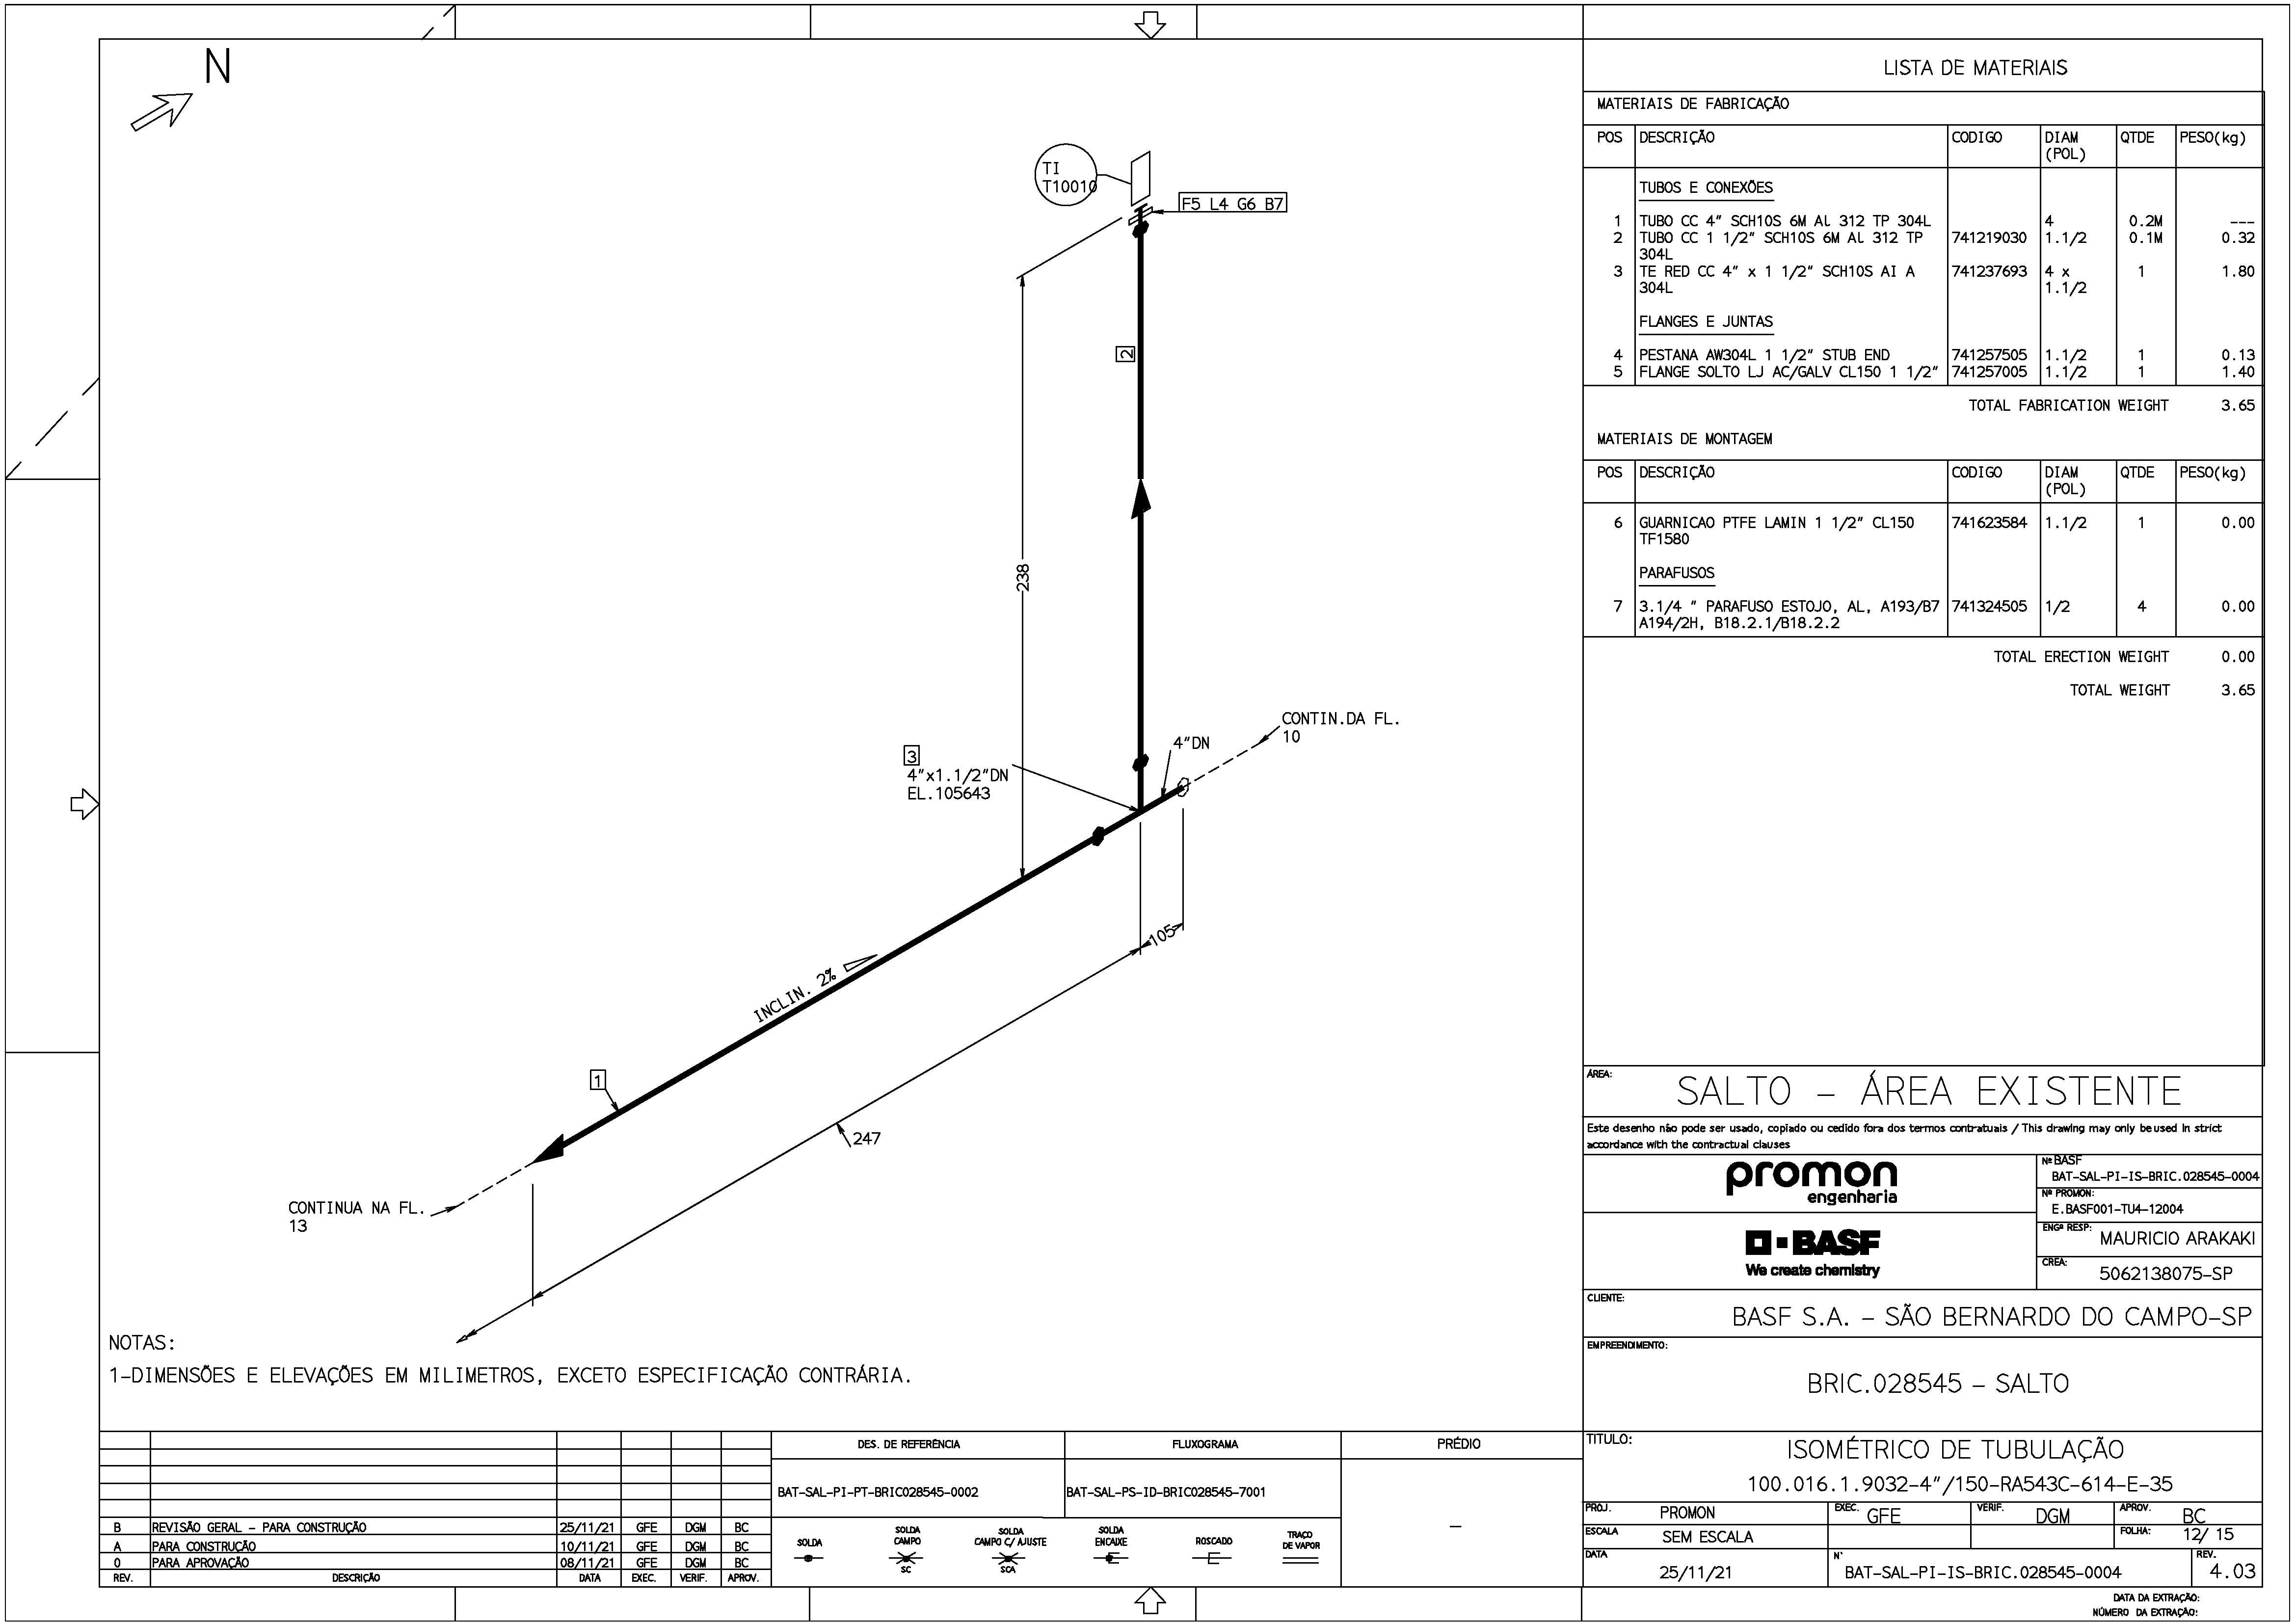 N
TI
T10010
F5 L4 G6 B7
238
2
CONTIN.DA FL.
10
4"DN
3
4"x1.1/2"DN
EL.105643
105
INCLIN. 2%
1
247
CONTINUA NA FL.
13
NOTAS:
1-DIMENSÕES E ELEVAÇÕES EM MILIMETROS, EXCETO ESPECIFICAÇÃO CONTRÁRIA.
LISTA DE MATERIAIS
MATERIAIS DE FABRICAÇÃO
POS DESCRIÇÃO CODIGO DIAM (POL) QTDE PESO(kg)
TUBOS E CONEXÕES
1 TUBO CC 4" SCH10S 6M AL 312 TP 304L 4 0.2M ---
2 TUBO CC 1 1/2" SCH10S 6M AL 312 TP 741219030 1.1/2 0.1M 0.32
304L
3 TE RED CC 4" x 1 1/2" SCH10S AI A 741237693 4 x 1 1.80
304L 1.1/2
FLANGES E JUNTAS
4 PESTANA AW304L 1 1/2" STUB END 741257505 1.1/2 1 0.13
5 FLANGE SOLTO LJ AC/GALV CL150 1 1/2" 741257005 1.1/2 1 1.40
TOTAL FABRICATION WEIGHT 3.65
MATERIAIS DE MONTAGEM
POS DESCRIÇÃO CODIGO DIAM (POL) QTDE PESO(kg)
6 GUARNICAO PTFE LAMIN 1 1/2" CL150 741623584 1.1/2 1 0.00
TF1580
PARAFUSOS
7 3.1/4 " PARAFUSO ESTOJO, AL, A193/B7 741324505 1/2 4 0.00
A194/2H, B18.2.1/B18.2.2
TOTAL ERECTION WEIGHT 0.00
TOTAL WEIGHT 3.65
ÁREA:
SALTO - ÁREA EXISTENTE
Este desenho não pode ser usado, copiado ou cedido fora dos termos contratuais / This drawing may only be used in strict
accordance with the contractual clauses
promon
engenharia
Nº BASF
BAT-SAL-PI-IS-BRIC.028545-0004
Nº PROMON:
E.BASF001-TU4-12004
BASF
We create chemistry
ENGº RESP:
MAURICIO ARAKAKI
CREA:
5062138075-SP
CLIENTE:
BASF S.A. - SÃO BERNARDO DO CAMPO-SP
EMPREENDIMENTO:
BRIC.028545 - SALTO
TITULO:
ISOMÉTRICO DE TUBULAÇÃO
100.016.1.9032-4"/150-RA543C-614-E-35
PROJ. PROMON EXEC. GFE VERIF. DGM APROV. BC
ESCALA SEM ESCALA FOLHA: 12/ 15
DATA 25/11/21 N° BAT-SAL-PI-IS-BRIC.028545-0004 REV. 4.03
DATA DA EXTRAÇÃO:
NÚMERO DA EXTRAÇÃO:
B REVISÃO GERAL - PARA CONSTRUÇÃO 25/11/21 GFE DGM BC
A PARA CONSTRUÇÃO 10/11/21 GFE DGM BC
0 PARA APROVAÇÃO 08/11/21 GFE DGM BC
REV. DESCRIÇÃO DATA EXEC. VERIF. APROV.
DES. DE REFERÊNCIA FLUXOGRAMA PRÉDIO
BAT-SAL-PI-PT-BRIC028545-0002 BAT-SAL-PS-ID-BRIC028545-7001 -
SOLDA
SOLDA CAMPO
SC
SOLDA CAMPO C/ AJUSTE
SCA
SOLDA ENCAIXE
ROSCADO
TRAÇO DE VAPOR